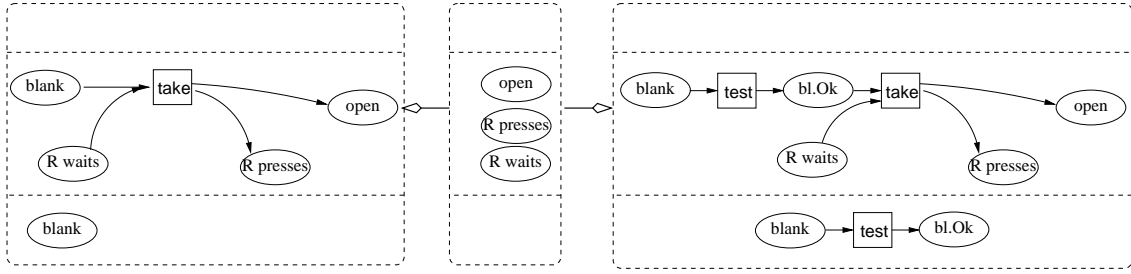 blank
take
open
R waits
R presses
blank
open
R presses
R waits
blank
test
bl.Ok
take
open
R waits
R presses
blank
test
bl.Ok